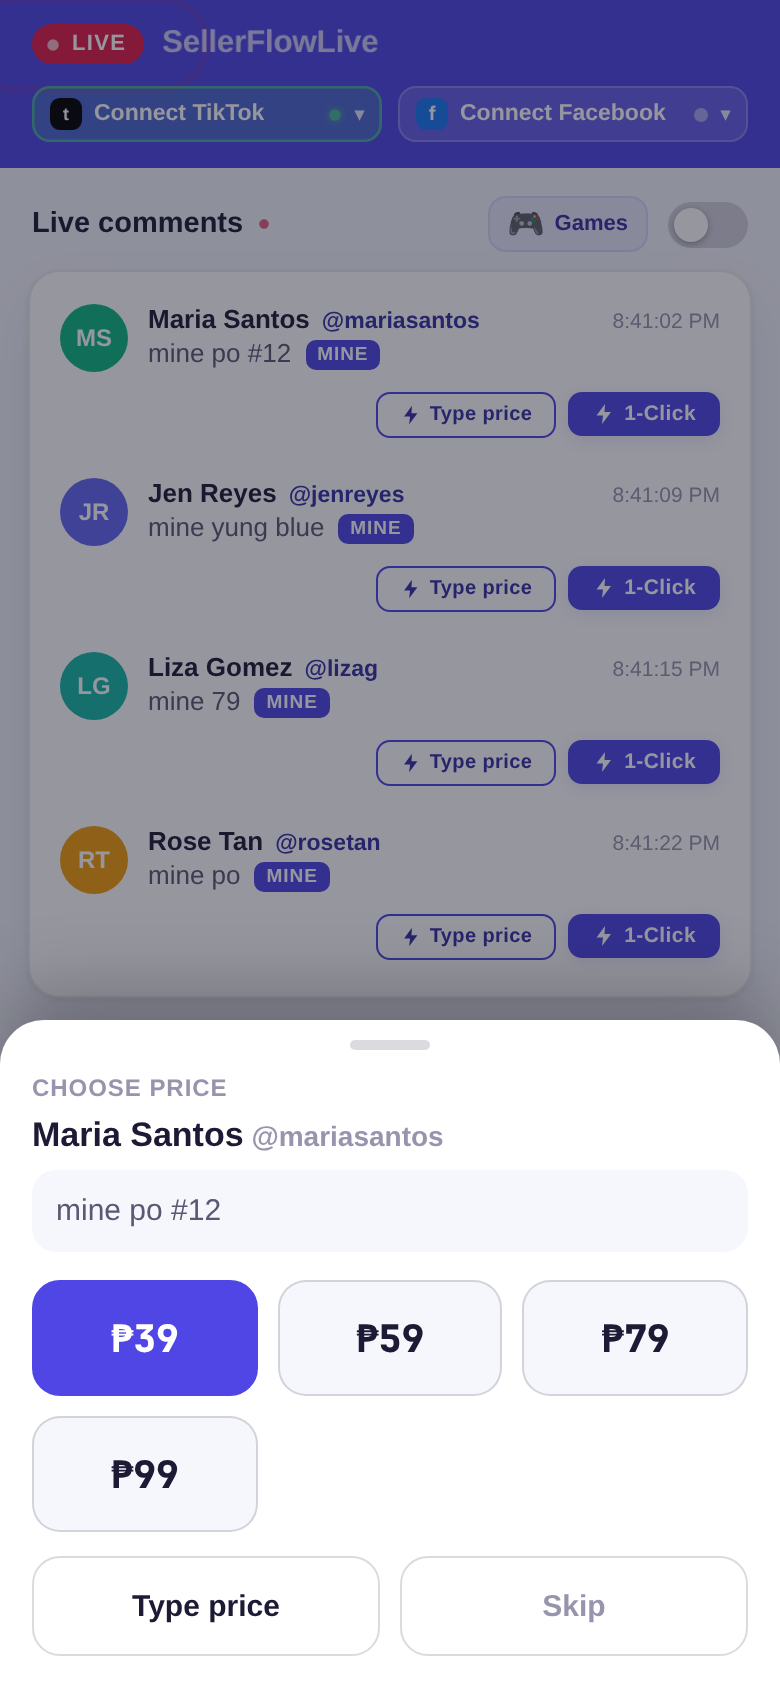 LIVE SellerFlowLive
t Connect TikTok ▼ f Connect Facebook ▼
Live comments 🎮 Games
MS Maria Santos @mariasantos 8:41:02 PM
mine po #12 MINE
Type price 1-Click
JR Jen Reyes @jenreyes 8:41:09 PM
mine yung blue MINE
Type price 1-Click
LG Liza Gomez @lizag 8:41:15 PM
mine 79 MINE
Type price 1-Click
RT Rose Tan @rosetan 8:41:22 PM
mine po MINE
Type price 1-Click
CHOOSE PRICE
Maria Santos @mariasantos
mine po #12
₱39 ₱59 ₱79
₱99
Type price Skip